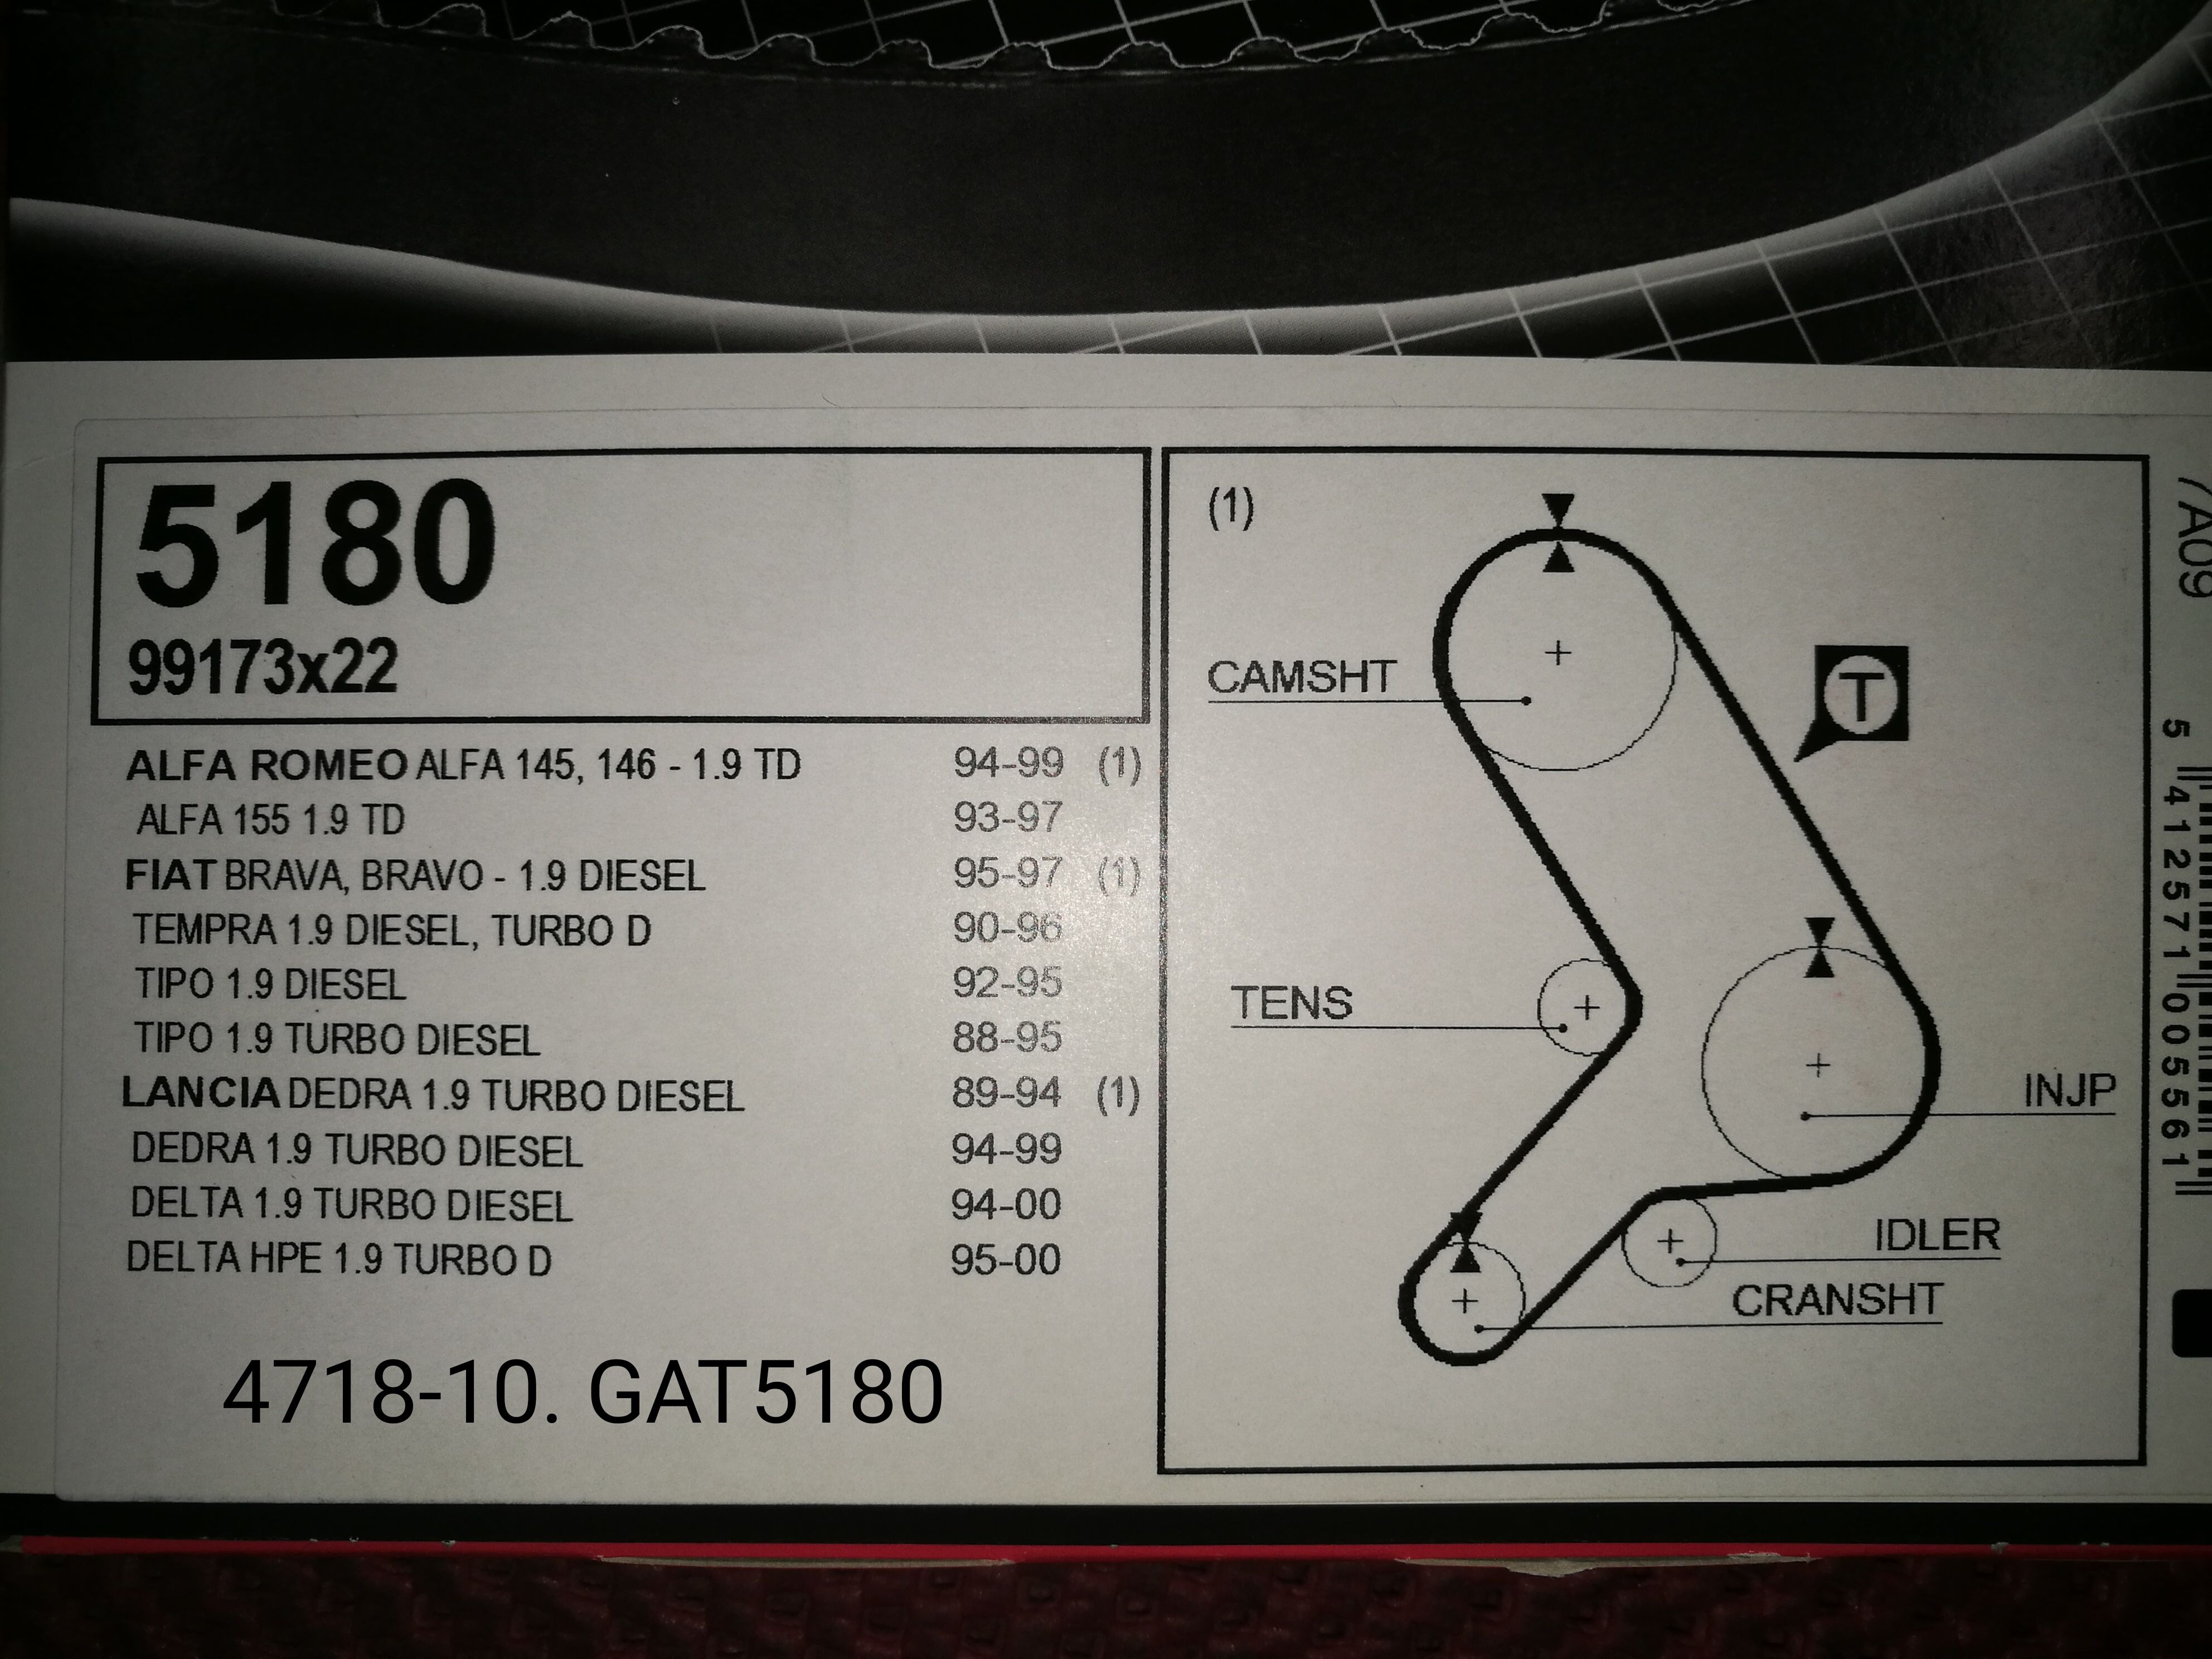 5180
99173x22
ALFA ROMEO ALFA 145, 146 - 1.9 TD 94-99 (1)
ALFA 155 1.9 TD 93-97
FIAT BRAVA, BRAVO - 1.9 DIESEL 95-97 (1)
TEMPRA 1.9 DIESEL, TURBO D 90-96
TIPO 1.9 DIESEL 92-95
TIPO 1.9 TURBO DIESEL 88-95
LANCIA DEDRA 1.9 TURBO DIESEL 89-94 (1)
DEDRA 1.9 TURBO DIESEL 94-99
DELTA 1.9 TURBO DIESEL 94-00
DELTA HPE 1.9 TURBO D 95-00
4718-10. GAT5180
(1)
CAMSHT
T
TENS
INJP
IDLER
CRANSHT
7A09
5 412571 005561